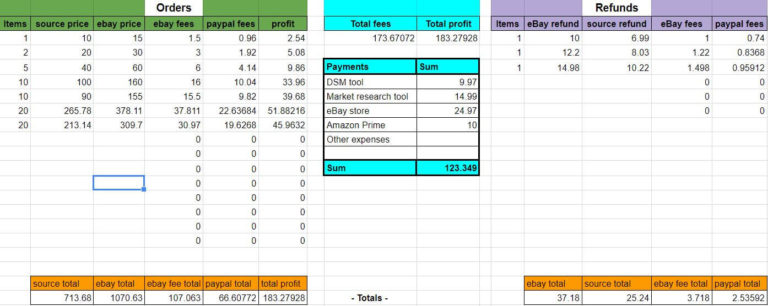 Orders Refunds
Items source price ebay price ebay fees paypal fees profit Total fees Total profit Items eBay refund source refund eBay fees paypal fees
1 10 15 1.5 0.96 2.54 173.67072 183.27928 1 10 6.99 1 0.74
2 20 30 3 1.92 5.08 1 12.2 8.03 1.22 0.8368
5 40 60 6 4.14 9.86 Payments Sum 1 14.98 10.22 1.498 0.95912
10 100 160 16 10.04 33.96 DSM tool 9.97 0 0
10 90 155 15.5 9.82 39.68 Market research tool 14.99 0 0
20 265.78 378.11 37.811 22.63684 51.88216 eBay store 24.97 0 0
20 213.14 309.7 30.97 19.6268 45.9632 Amazon Prime 10
0 0 0 Other expenses
0 0 0
0 0 0 Sum 123.349
0 0 0
0 0 0
0 0 0
0 0 0
0 0 0
source total ebay total ebay fee total paypal total total profit ebay total source total ebay fee total paypal total
713.68 1070.63 107.063 66.60772 183.27928 - Totals - 37.18 25.24 3.718 2.53592